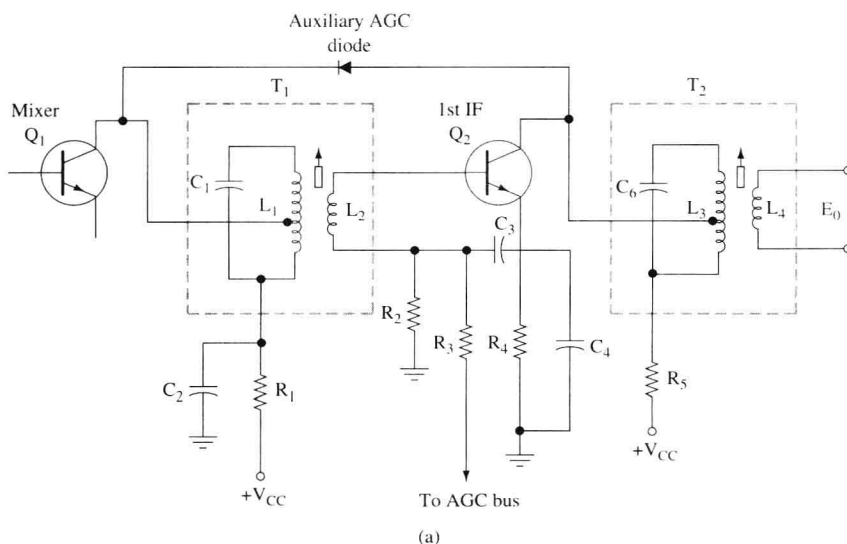 Auxiliary AGC
diode
T1
T2
Mixer
Q1
1st IF
Q2
C1
L1
L2
C3
C6
L3
L4
E0
R2
R3
R4
C4
C2
R1
R5
+VCC
+VCC
To AGC bus
(a)